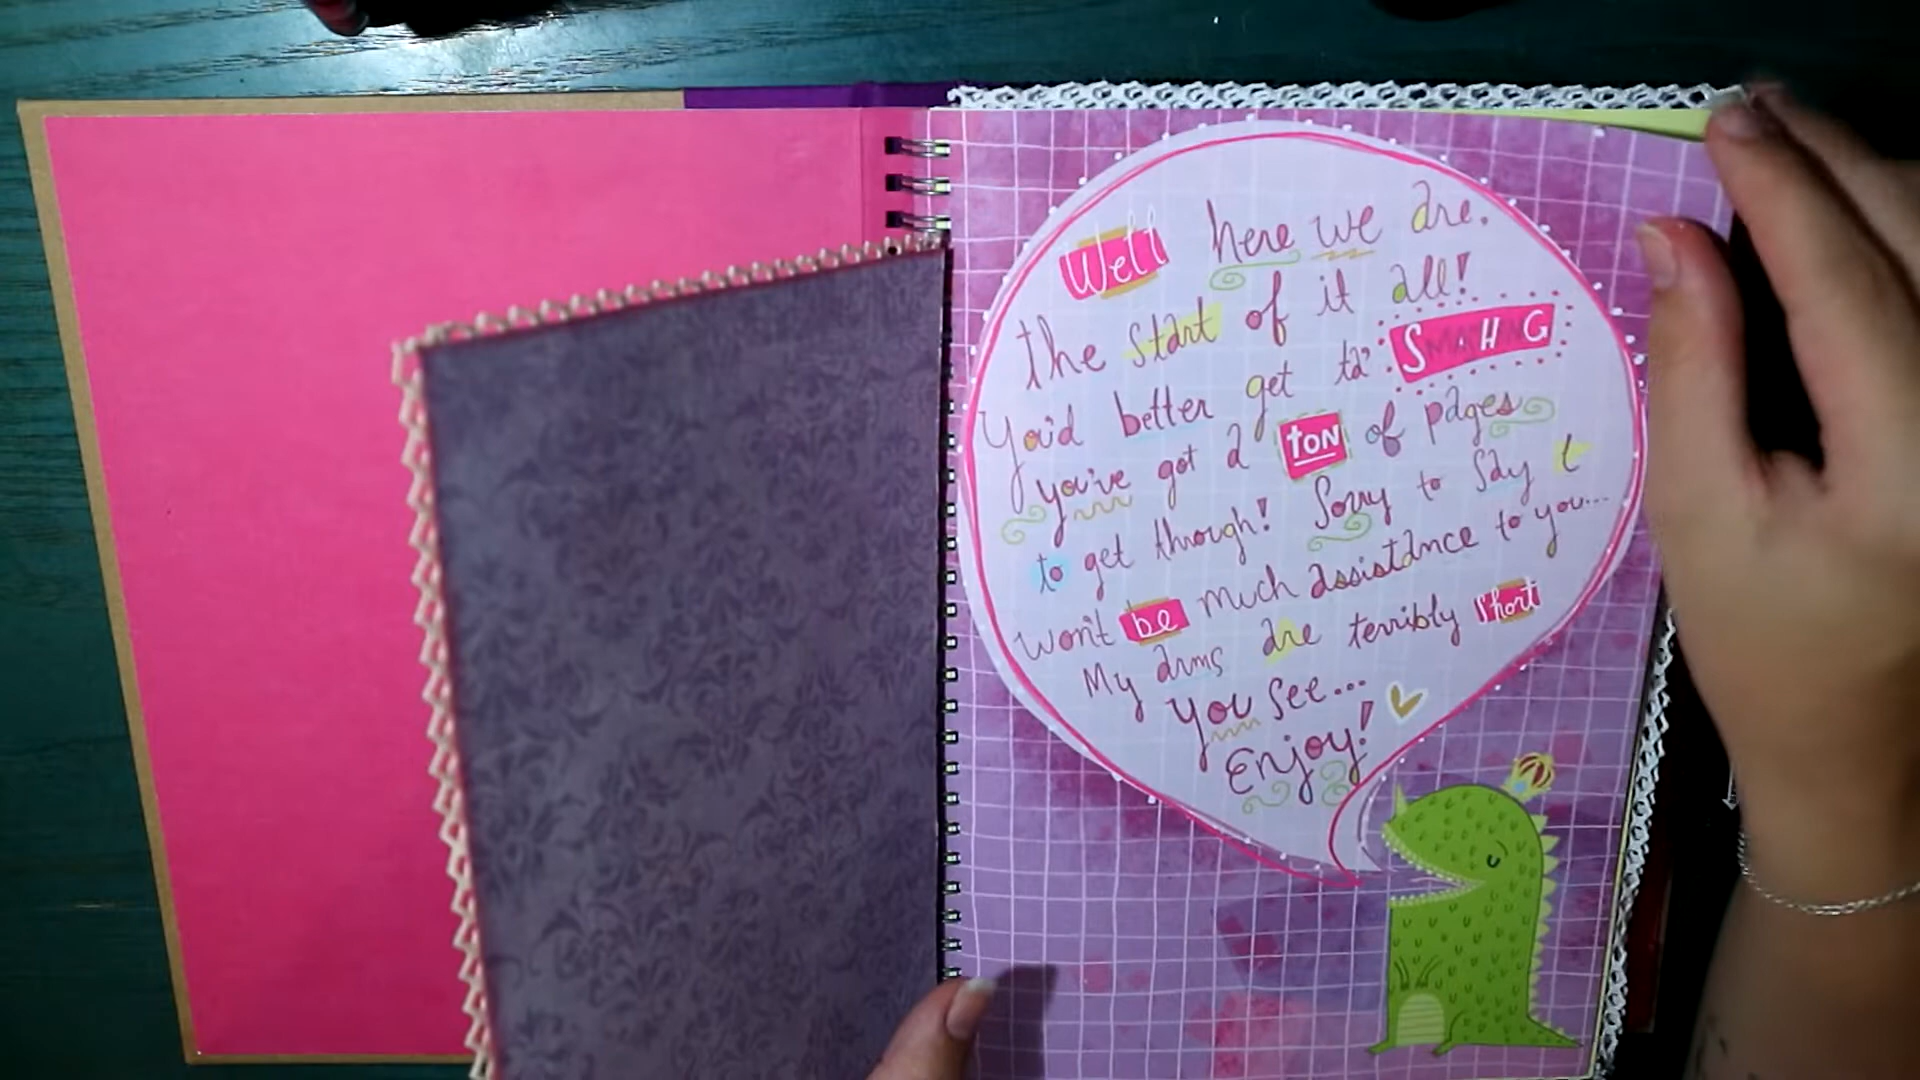 Well here we are.
The start of it all!
You'd better get to SMASHING
you've got a TON of pages
to get through! Sorry to say I
won't be much assistance to you...
My arms are terribly short
you see...
Enjoy!